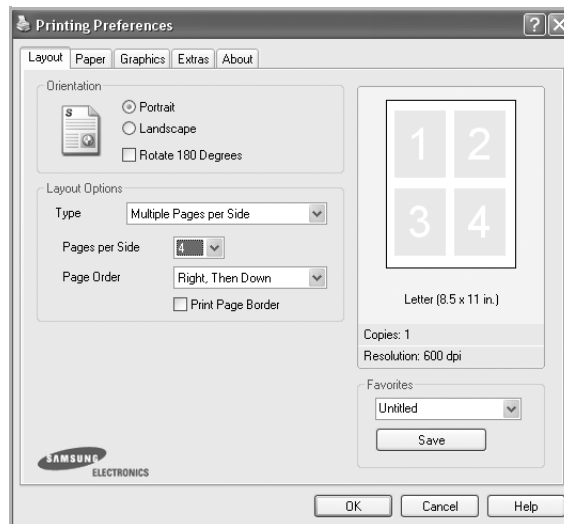 Printing Preferences
Layout Paper Graphics Extras About
Orientation
S
Portrait
Landscape
Rotate 180 Degrees
Layout Options
Type Multiple Pages per Side
Pages per Side 4
Page Order Right, Then Down
Print Page Border
1 2
3 4
Letter (8.5 x 11 in.)
Copies: 1
Resolution: 600 dpi
Favorites
Untitled
Save
SAMSUNG
ELECTRONICS
OK Cancel Help